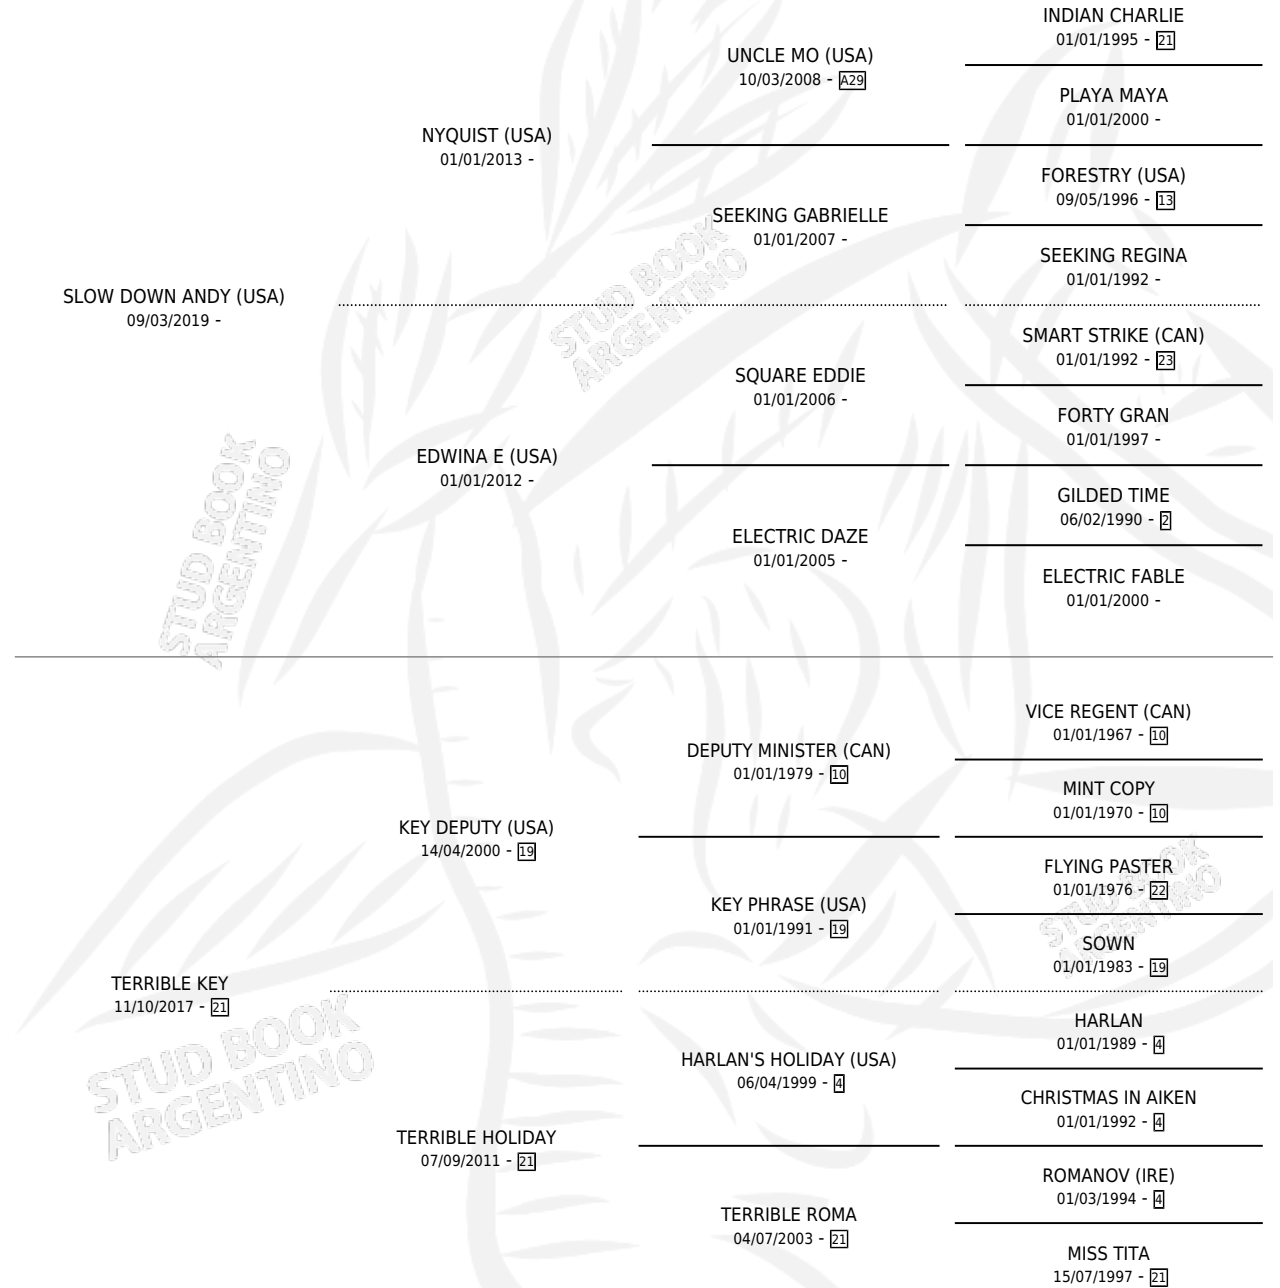 INDIAN CHARLIE
01/01/1995 - 21
UNCLE MO (USA)
10/03/2008 - A29
PLAYA MAYA
01/01/2000 -
NYQUIST (USA)
01/01/2013 -
FORESTRY (USA)
09/05/1996 - 13
SEEKING GABRIELLE
01/01/2007 -
SEEKING REGINA
01/01/1992 -
SLOW DOWN ANDY (USA)
09/03/2019 -
SMART STRIKE (CAN)
01/01/1992 - 23
SQUARE EDDIE
01/01/2006 -
FORTY GRAN
01/01/1997 -
EDWINA E (USA)
01/01/2012 -
GILDED TIME
06/02/1990 - 2
ELECTRIC DAZE
01/01/2005 -
ELECTRIC FABLE
01/01/2000 -
VICE REGENT (CAN)
01/01/1967 - 10
DEPUTY MINISTER (CAN)
01/01/1979 - 10
MINT COPY
01/01/1970 - 10
KEY DEPUTY (USA)
14/04/2000 - 19
FLYING PASTER
01/01/1976 - 22
KEY PHRASE (USA)
01/01/1991 - 19
SOWN
01/01/1983 - 19
TERRIBLE KEY
11/10/2017 - 21
HARLAN
01/01/1989 - 4
HARLAN'S HOLIDAY (USA)
06/04/1999 - 4
CHRISTMAS IN AIKEN
01/01/1992 - 4
TERRIBLE HOLIDAY
07/09/2011 - 21
ROMANOV (IRE)
01/03/1994 - 4
TERRIBLE ROMA
04/07/2003 - 21
MISS TITA
15/07/1997 - 21
STUD BOOK
ARGENTINO
STUD BOOK
ARGENTINO
STUD BOOK
ARGENTINO
STUD BOOK
ARGENTINO